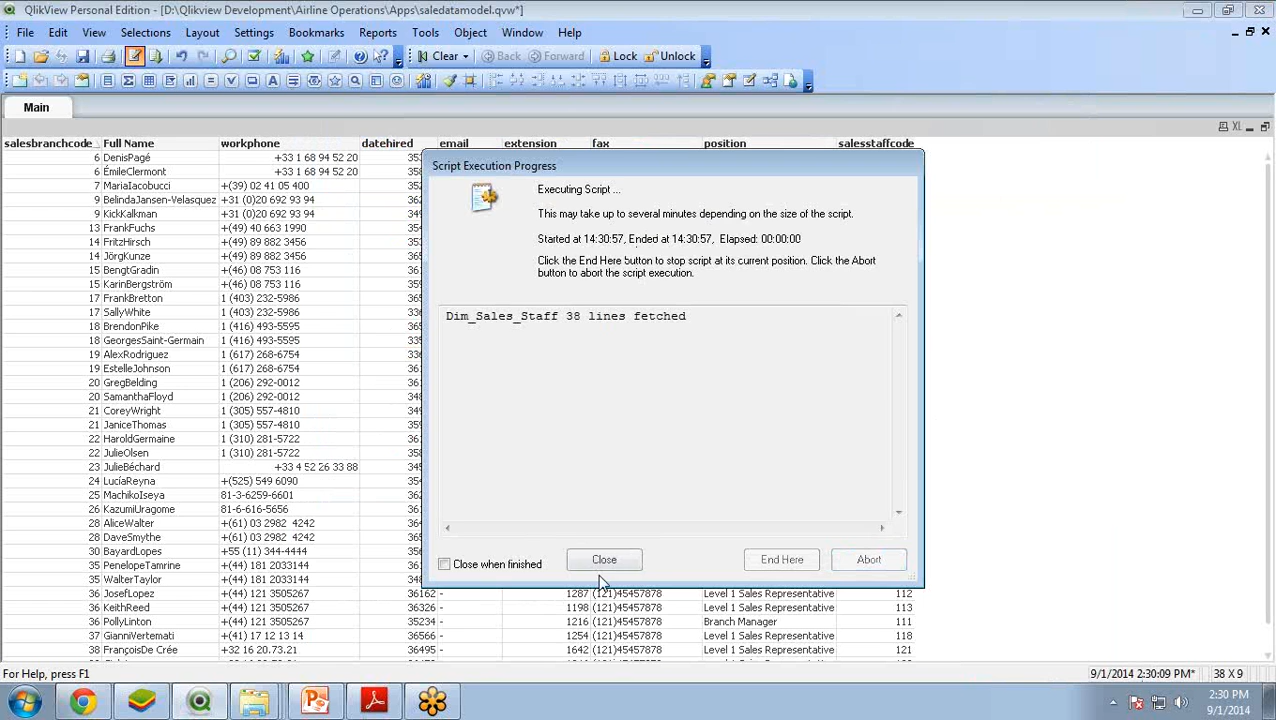 QlikView Personal Edition - [D:\Qlikview Development\Airline Operations\Apps\saledatamodel.qvw*]
File Edit View Selections Layout Settings Bookmarks Reports Tools Object Window Help
Clear Back Forward Lock Unlock
Main
XL
salesbranchcode Full Name workphone datehired email extension fax position salesstaffcode
6 DenisPagé +33 1 68 94 52 20
6 ÉmileClermont +33 1 68 94 52 20
7 MariaIacobucci +(39) 02 41 05 400
9 BelindaJansen-Velasquez +31 (0)20 692 93 94
9 KickKalkman +31 (0)20 692 93 94
13 FrankFuchs +(49) 40 663 1990
14 FritzHirsch +(49) 89 882 3456
14 JörgKunze +(49) 89 882 3456
15 BengtGradin +(46) 08 753 116
15 KarinBergström +(46) 08 753 116
17 FrankBretton 1 (403) 232-5986
17 SallyWhite 1 (403) 232-5986
18 BrendonPike 1 (416) 493-5595
18 GeorgesSaint-Germain 1 (416) 493-5595
19 AlexRodriguez 1 (617) 268-6754
19 EstelleJohnson 1 (617) 268-6754
20 GregBelding 1 (206) 292-0012
20 SamanthaFloyd 1 (206) 292-0012
21 CoreyWright 1 (305) 557-4810
21 JaniceThomas 1 (305) 557-4810
22 HaroldGermaine 1 (310) 281-5722
22 JulieOlsen 1 (310) 281-5722
23 JulieBéchard +33 4 52 26 33 88
24 LucíaReyna +(525) 549 6090
25 MachikoIseya 81-3-6259-6601
26 KazumiUragome 81-6-616-5656
28 AliceWalter +(61) 03 2982 4242
28 DaveSmythe +(61) 03 2982 4242
30 BayardLopes +55 (11) 344-4444
35 PenelopeTamrine +(44) 181 2033144
35 WalterTaylor +(44) 181 2033144
36 JosefLopez +(44) 121 3505267 36162 - 1287 (121)45457878 Level 1 Sales Representative 112
36 KeithReed +(44) 121 3505267 36326 - 1198 (121)45457878 Level 1 Sales Representative 113
36 PollyLinton +(44) 121 3505267 35234 - 1216 (121)45457878 Branch Manager 111
37 GianniVertemati +(41) 17 12 13 14 36566 - 1254 (121)45457878 Level 1 Sales Representative 118
38 FrançoisDe Crée +32 16 20.73.21 36495 - 1642 (121)45457878 Level 1 Sales Representative 121
Script Execution Progress
Executing Script ...
This may take up to several minutes depending on the size of the script.
Started at 14:30:57, Ended at 14:30:57, Elapsed: 00:00:00
Click the End Here button to stop script at its current position. Click the Abort
button to abort the script execution.
Dim_Sales_Staff 38 lines fetched
Close when finished Close End Here Abort
For Help, press F1
9/1/2014 2:30:09 PM* 38 X 9
2:30 PM
9/1/2014